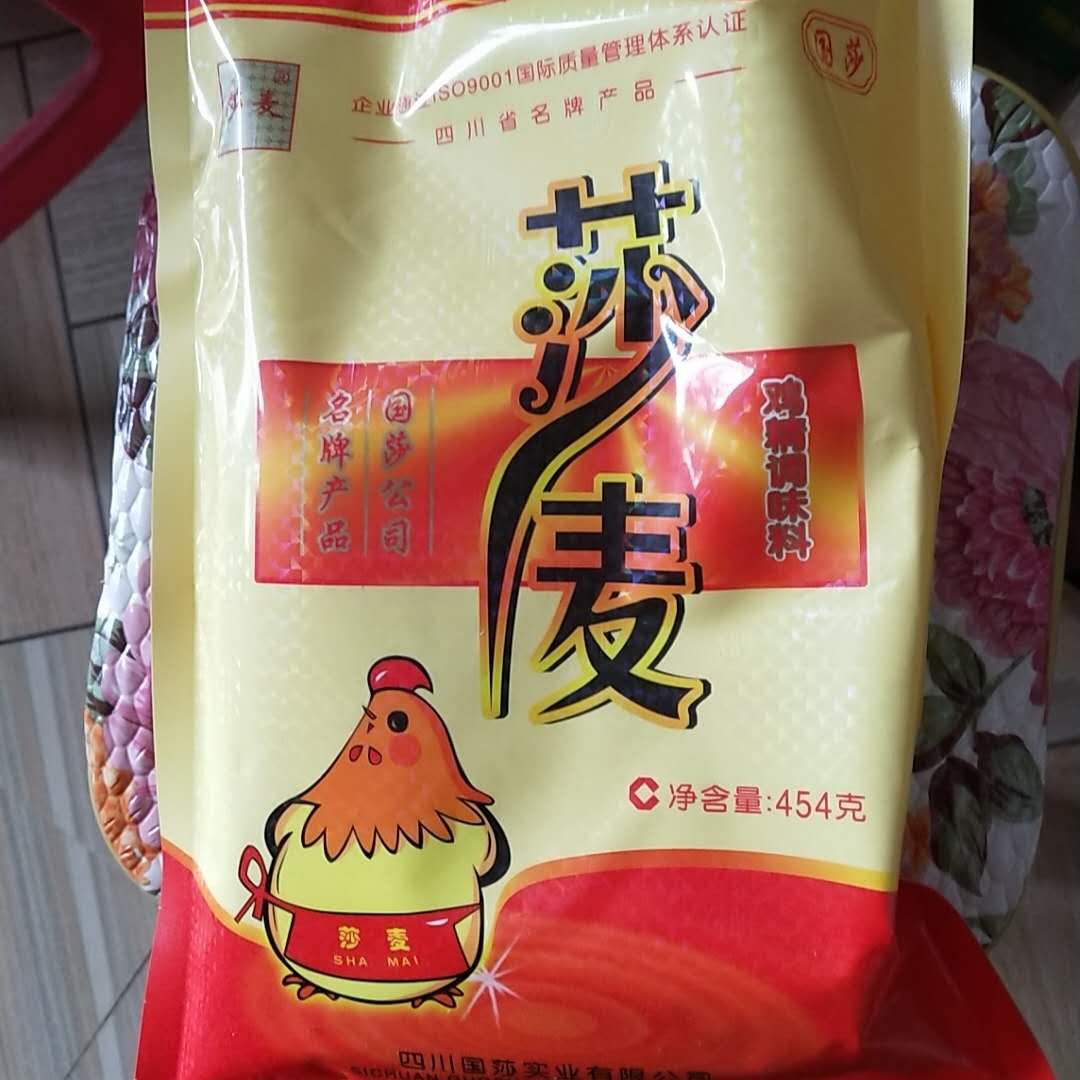 莎麦
企业通过ISO9001国际质量管理体系认证
四川省名牌产品
国莎
莎麦
国莎公司
名牌产品
鸡精调味料
净含量:454克
莎麦
SHA MAI
四川国莎实业有限公司
SICHUAN